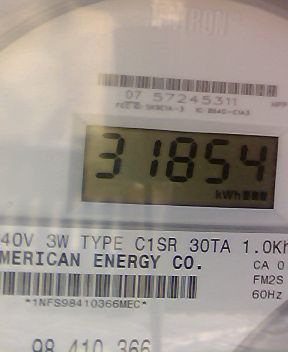 ITRON
07 57245311
31854
kWh
40V 3W TYPE C1SR 30TA 1.0Kh
MERICAN ENERGY CO.
CA 0
FM2S
60Hz
*1NFS98410366MEC*
98 410 366